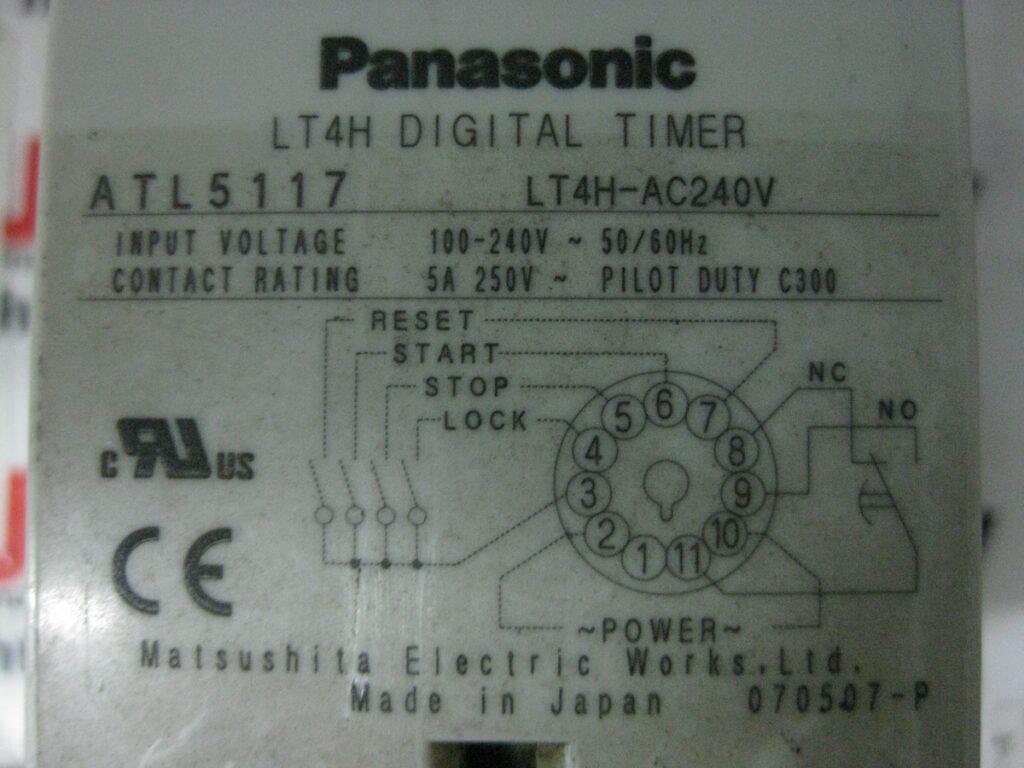 Panasonic
LT4H DIGITAL TIMER
ATL5117 LT4H-AC240V
INPUT VOLTAGE 100-240V ~ 50/60Hz
CONTACT RATING 5A 250V ~ PILOT DUTY C300
RESET
START
STOP
LOCK
NC
NO
1
2
3
4
5
6
7
8
9
10
11
C RU US
CE
~POWER~
Matsushita Electric Works,Ltd.
Made in Japan 070507-P